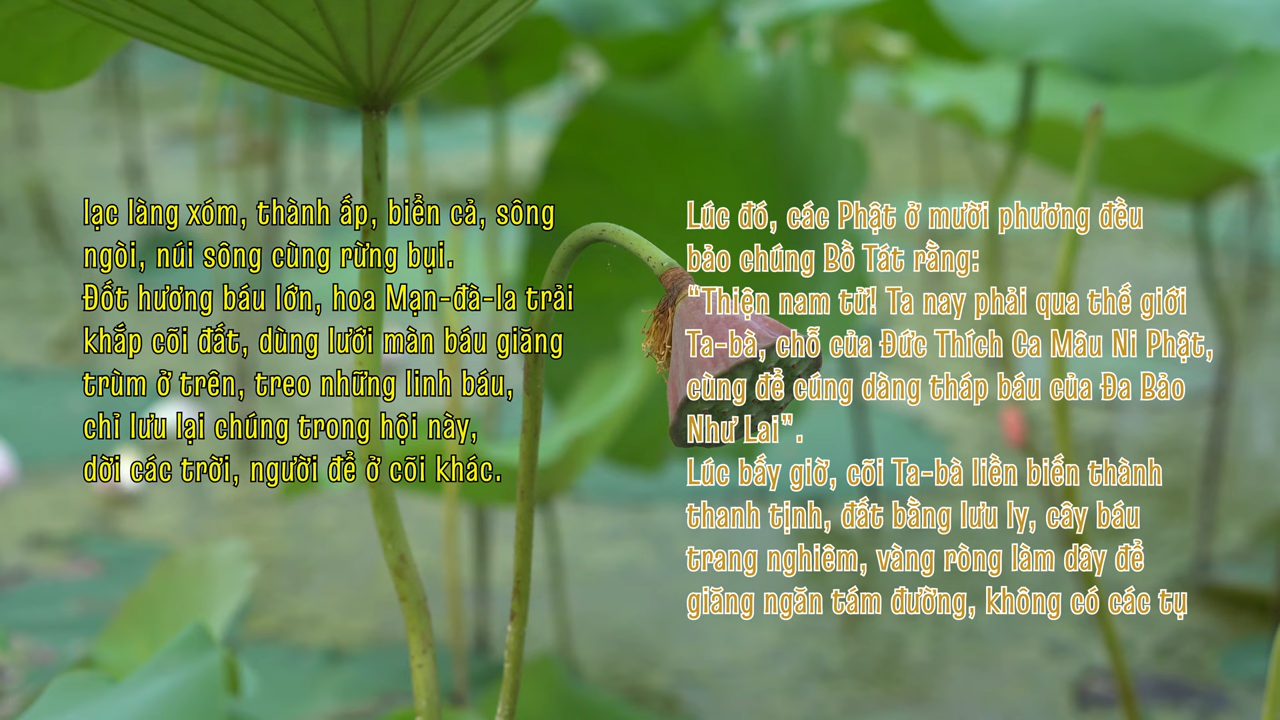 lạc làng xóm, thành ấp, biển cả, sông
ngòi, núi sông cùng rừng bụi.
Đốt hương báu lớn, hoa Mạn-đà-la trải
khắp cõi đất, dùng lưới màn báu giăng
trùm ở trên, treo những linh báu,
chỉ lưu lại chúng trong hội này,
dời các trời, người để ở cõi khác.
Lúc đó, các Phật ở mười phương đều
bảo chúng Bồ Tát rằng:
“Thiện nam tử! Ta nay phải qua thế giới
Ta-bà, chỗ của Đức Thích Ca Mâu Ni Phật,
cùng để cúng dàng tháp báu của Đa Bảo
Như Lai”.
Lúc bấy giờ, cõi Ta-bà liền biến thành
thanh tịnh, đất bằng lưu ly, cây báu
trang nghiêm, vàng ròng làm dây để
giăng ngăn tám đường, không có các tụ